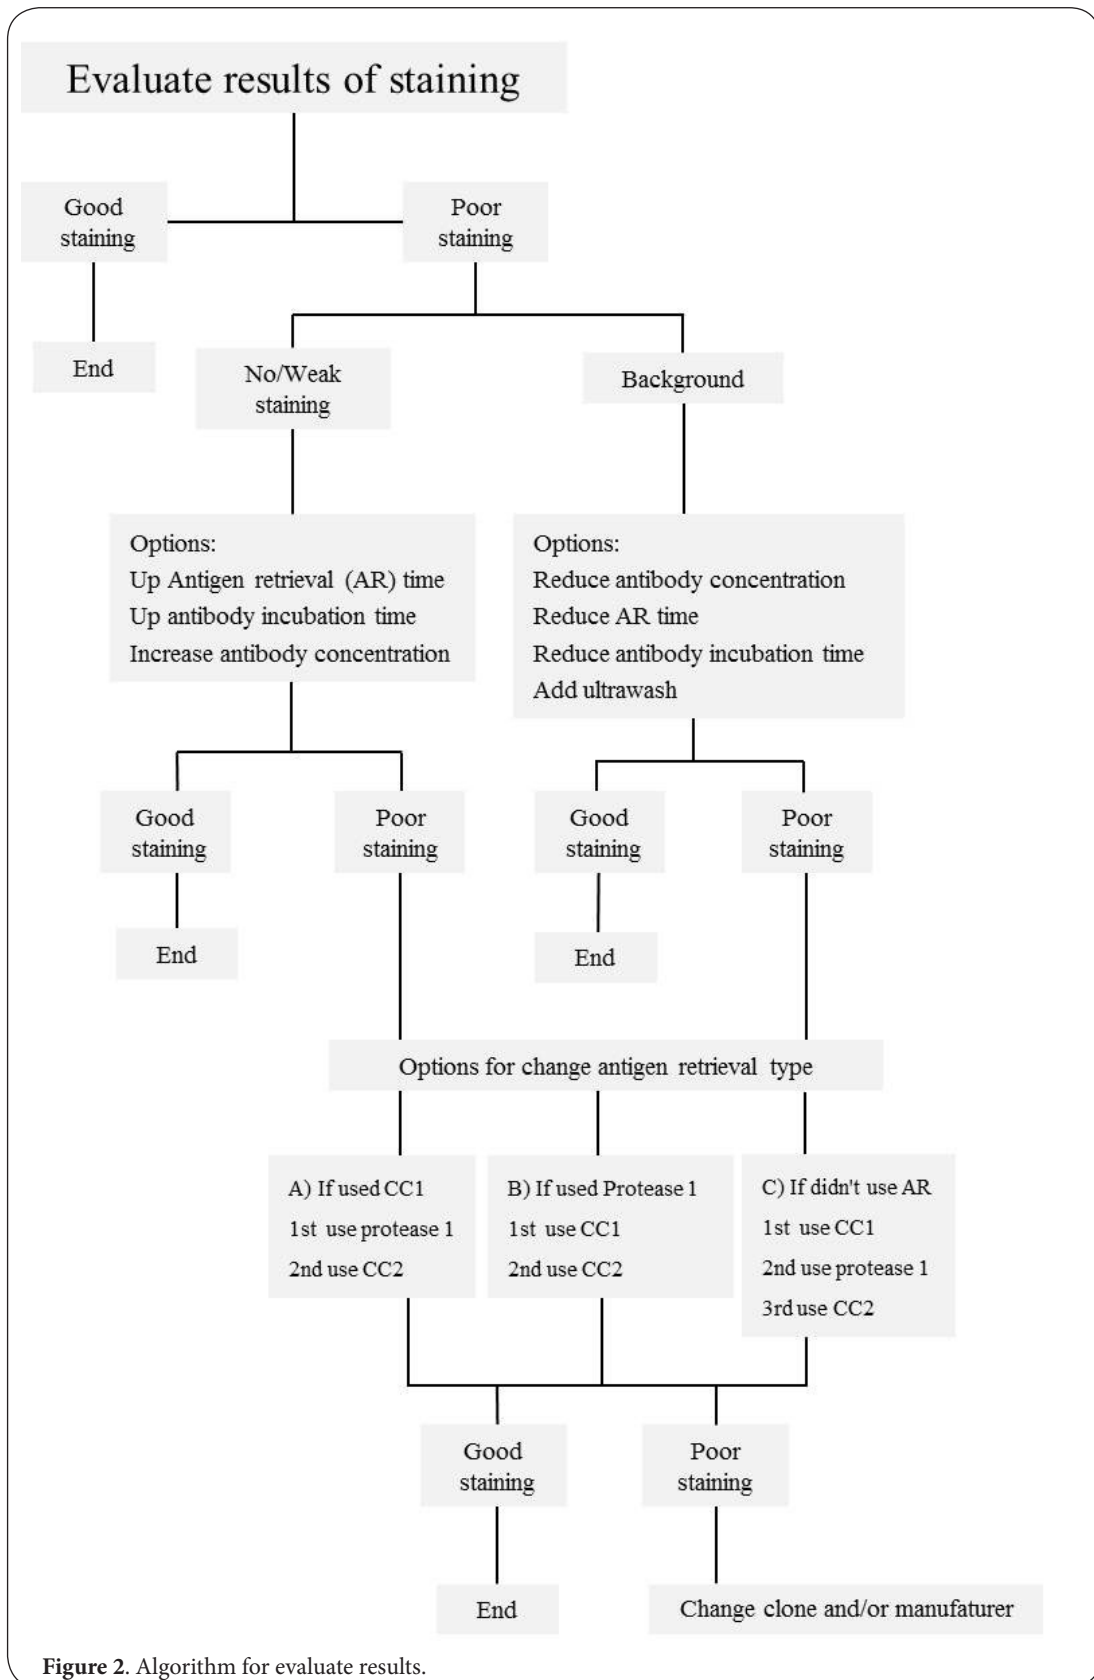 Evaluate results of staining
Good
staining
Poor
staining
End
No/Weak
staining
Background
Options:
Up Antigen retrieval (AR) time
Up antibody incubation time
Increase antibody concentration
Options:
Reduce antibody concentration
Reduce AR time
Reduce antibody incubation time
Add ultrawash
Good
staining
Poor
staining
Good
staining
Poor
staining
End
End
Options for change antigen retrieval type
A) If used CC1
1st use protease 1
2nd use CC2
B) If used Protease 1
1st use CC1
2nd use CC2
C) If didn't use AR
1st use CC1
2nd use protease 1
3rd use CC2
Good
staining
Poor
staining
End
Change clone and/or manufaturer
Figure 2. Algorithm for evaluate results.